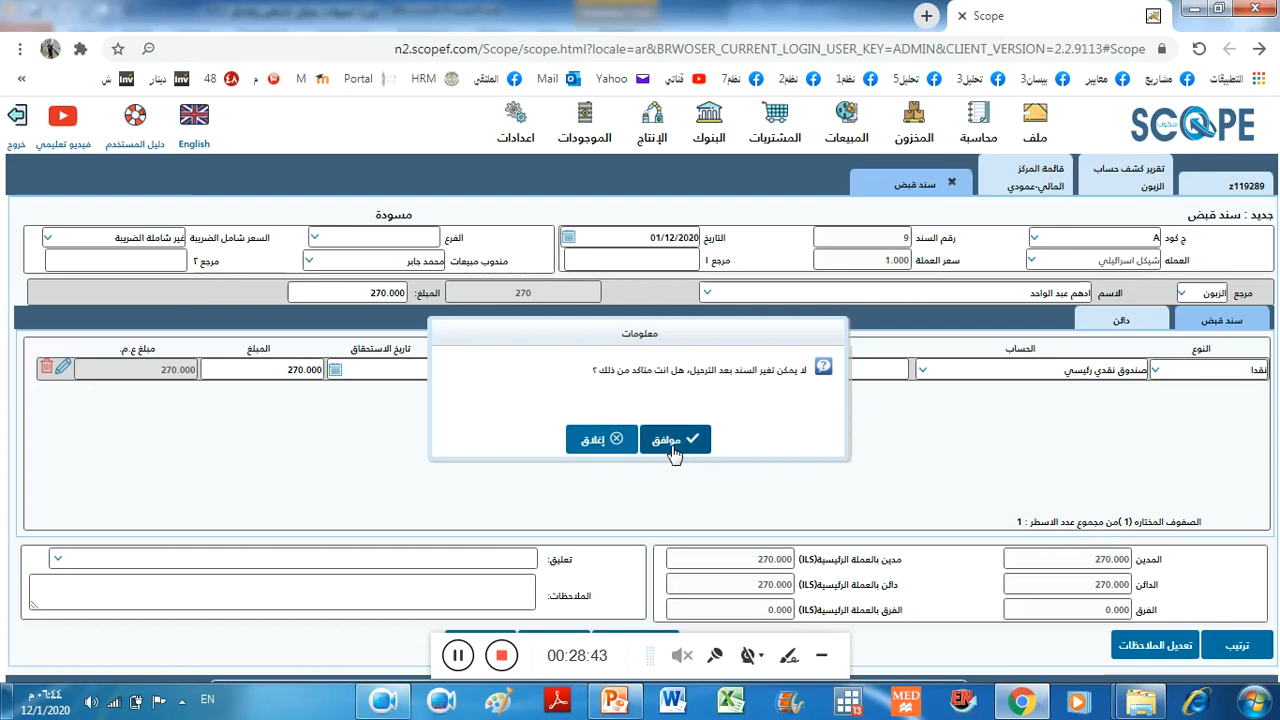 Scope
n2.scopef.com/Scope/scope.html?locale=ar&BRWOSER_CURRENT_LOGIN_USER_KEY=ADMIN&CLIENT_VERSION=2.2.9113#Scope
التطبيقات مشاريع معايير بيسان3 تحليل3 تحليل5 نظم1 نظم2 نظم7 قناتي Yahoo Mail الملتقي HRM Portal M م 48 دينار ش «
SCOPE سكوب
ملف محاسبة المبيعات المخزون المشتريات البنوك الإنتاج الموجودات اعدادات
English دليل المستخدم فيديو تعليمي خروج
z119289
تقرير كشف حساب الزبون
قائمة المركز المالي-عمودي
سند قبض
جديد : سند قبض مسودة
ج كود A رقم السند 9 التاريخ 01/12/2020 الفرع السعر شامل الضريبة غير شاملة الضريبة
العمله شيكل اسرائيلي سعر العملة 1.000 مرجع ١ مندوب مبيعات محمد جابر مرجع ٢
مرجع الزبون الاسم ادهم عبد الواحد 270 المبلغ: 270.000
سند قبض دائن
النوع الحساب تاريخ الاستحقاق المبلغ مبلغ ع.م.
نقدا صندوق نقدي رئيسي 270.000 270.000
معلومات
لا يمكن تغير السند بعد الترحيل، هل انت متاكد من ذلك ؟
موافق إغلاق
الصفوف المختاره (1 )من مجموع عدد الاسطر : 1
المدين 270.000 مدين بالعملة الرئيسية(ILS) 270.000 تعليق:
الدائن 270.000 دائن بالعملة الرئيسية(ILS) 270.000 الملاحظات:
الفرق 0.000 الفرق بالعملة الرئيسية(ILS) 0.000
ترتيب تعديل الملاحظات
00:28:43
EN
٠٦:٤٤م
12/1/2020